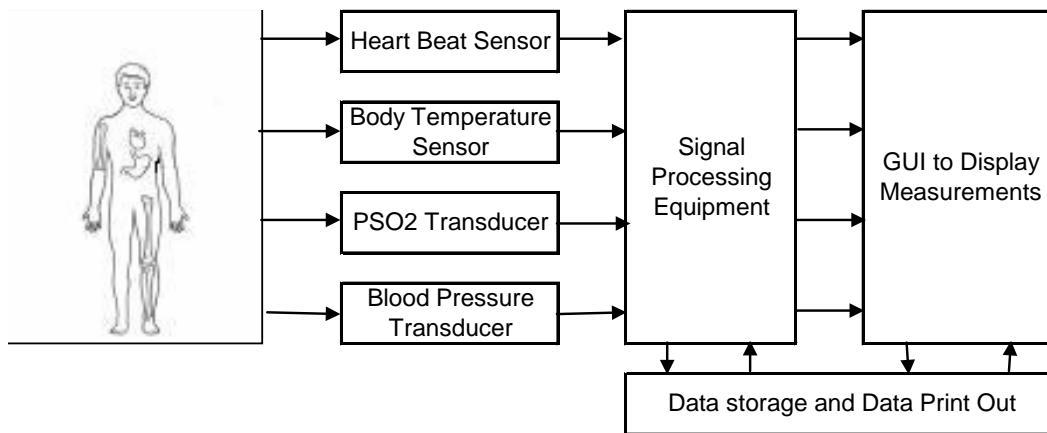 Heart Beat Sensor
Body Temperature
Sensor
PSO2 Transducer
Blood Pressure
Transducer
Signal
Processing
Equipment
GUI to Display
Measurements
Data storage and Data Print Out